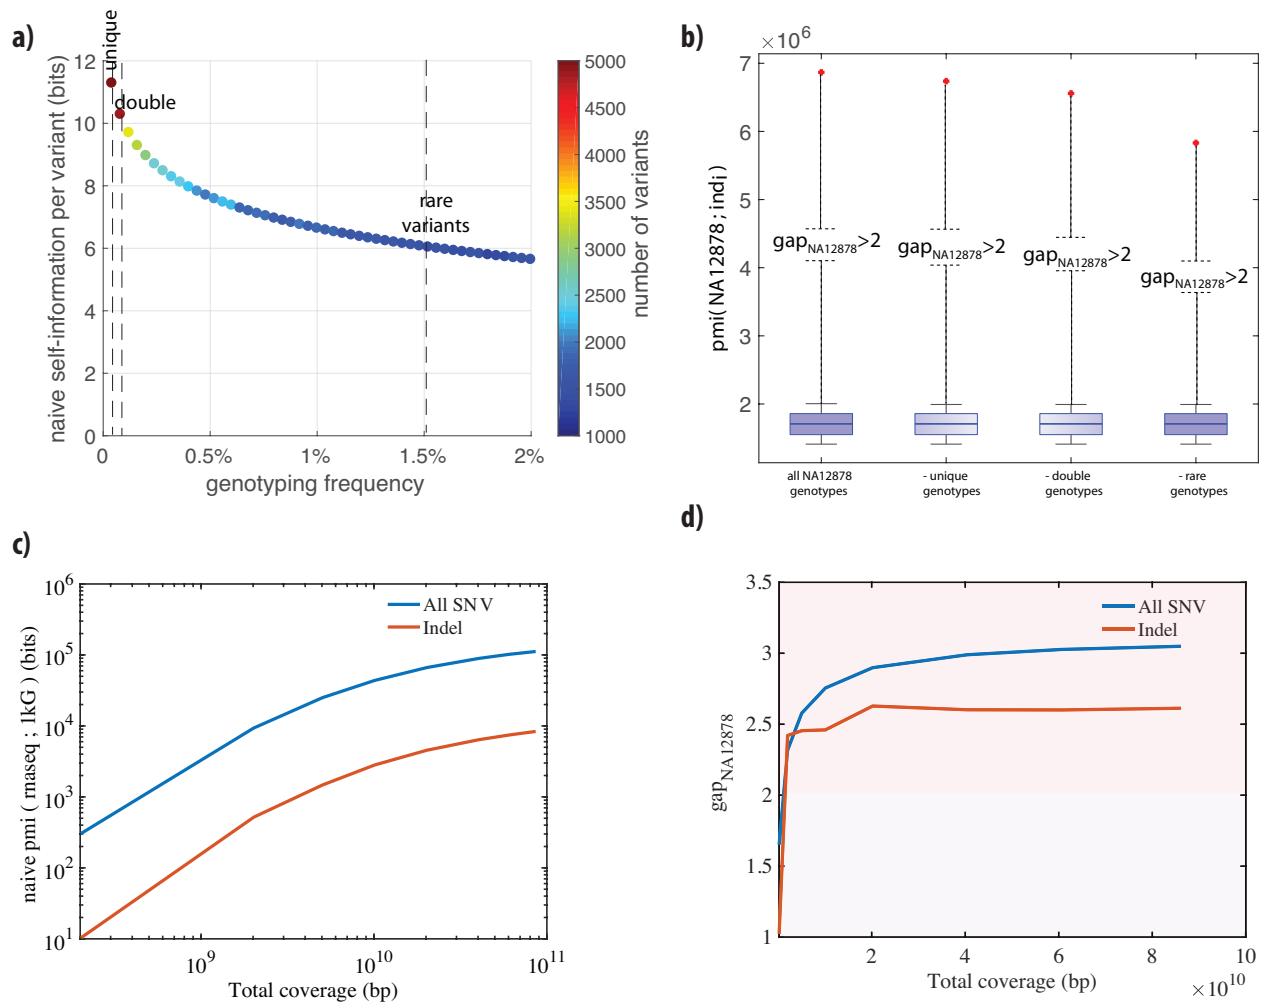 a)
unique
double
rare
variants
naive self-information per variant (bits)
12
10
8
6
4
2
0
0
0.5%
1%
1.5%
2%
genotyping frequency
5000
4500
4000
3500
3000
2500
2000
1500
1000
number of variants
b)
×10^6
7
6
5
4
3
2
pmi( NA12878 ; indi )
gap_NA12878>2
gap_NA12878>2
gap_NA12878>2
gap_NA12878>2
all NA12878
genotypes
- unique
genotypes
- double
genotypes
- rare
genotypes
c)
10^6
10^5
10^4
10^3
10^2
10^1
naive pmi ( rnaseq ; 1kG ) (bits)
All SNV
Indel
10^9
10^10
10^11
Total coverage (bp)
d)
3.5
3
2.5
2
1.5
1
gap_NA12878
All SNV
Indel
2
4
6
8
10
Total coverage (bp)
×10^10